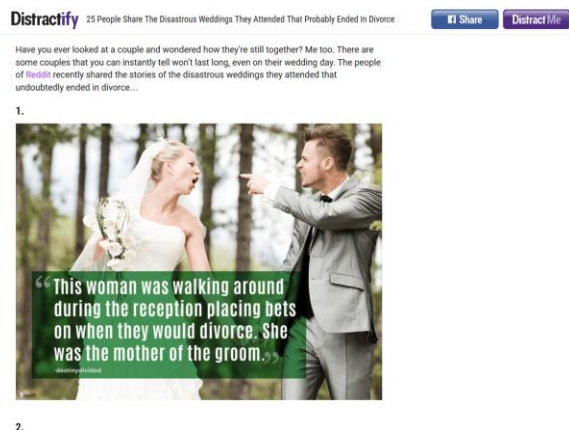 Distractify 25 People Share The Disastrous Weddings They Attended That Probably Ended In Divorce Share Distract Me
Have you ever looked at a couple and wondered how they're still together? Me too. There are
some couples that you can instantly tell won't last long, even on their wedding day. The people
of Reddit recently shared the stories of the disastrous weddings they attended that
undoubtedly ended in divorce...
1.
“This woman was walking around
during the reception placing bets
on when they would divorce. She
was the mother of the groom.”
-destinydivided
2.